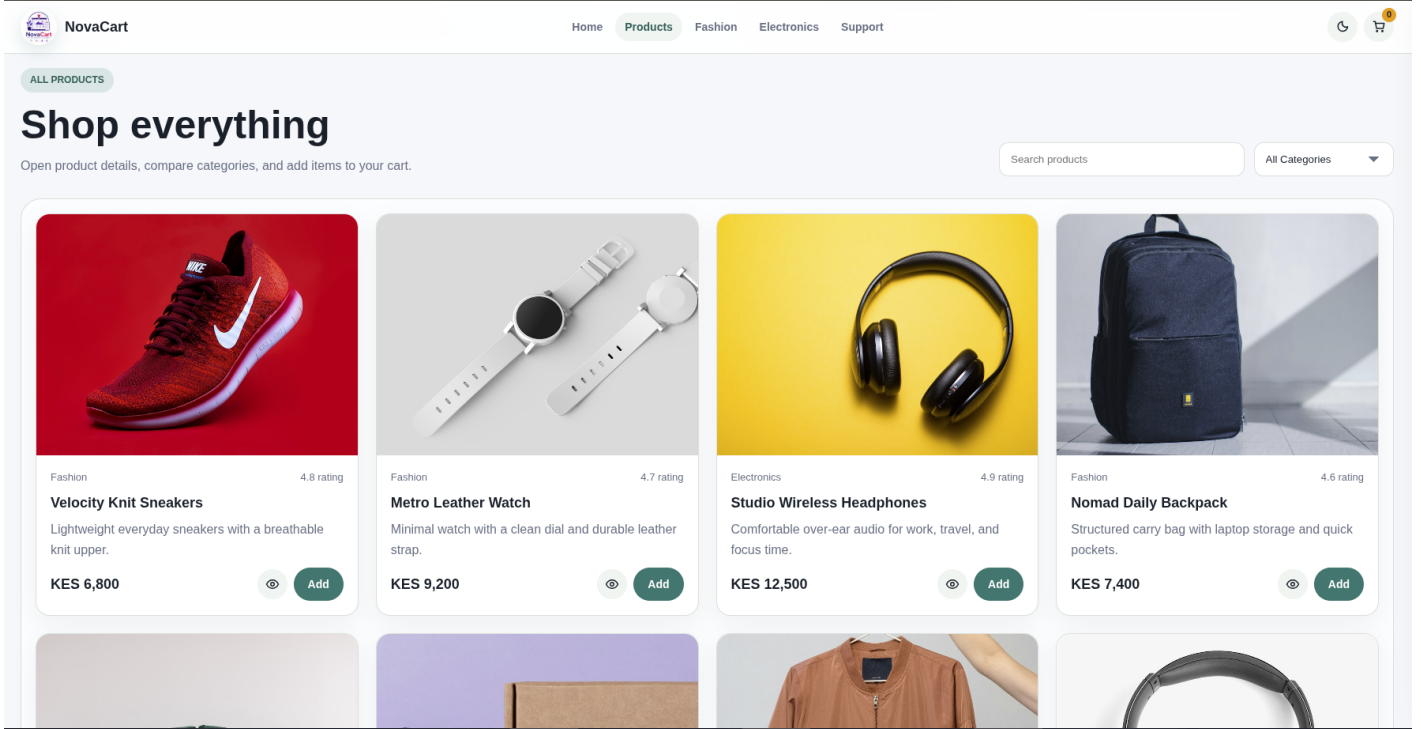 NovaCart
NovaCart
Home
Products
Fashion
Electronics
Support
0
ALL PRODUCTS
Shop everything
Open product details, compare categories, and add items to your cart.
Search products
All Categories
NIKE
Fashion
4.8 rating
Velocity Knit Sneakers
Lightweight everyday sneakers with a breathable
knit upper.
KES 6,800
Add
Fashion
4.7 rating
Metro Leather Watch
Minimal watch with a clean dial and durable leather
strap.
KES 9,200
Add
Electronics
4.9 rating
Studio Wireless Headphones
Comfortable over-ear audio for work, travel, and
focus time.
KES 12,500
Add
Fashion
4.6 rating
Nomad Daily Backpack
Structured carry bag with laptop storage and quick
pockets.
KES 7,400
Add